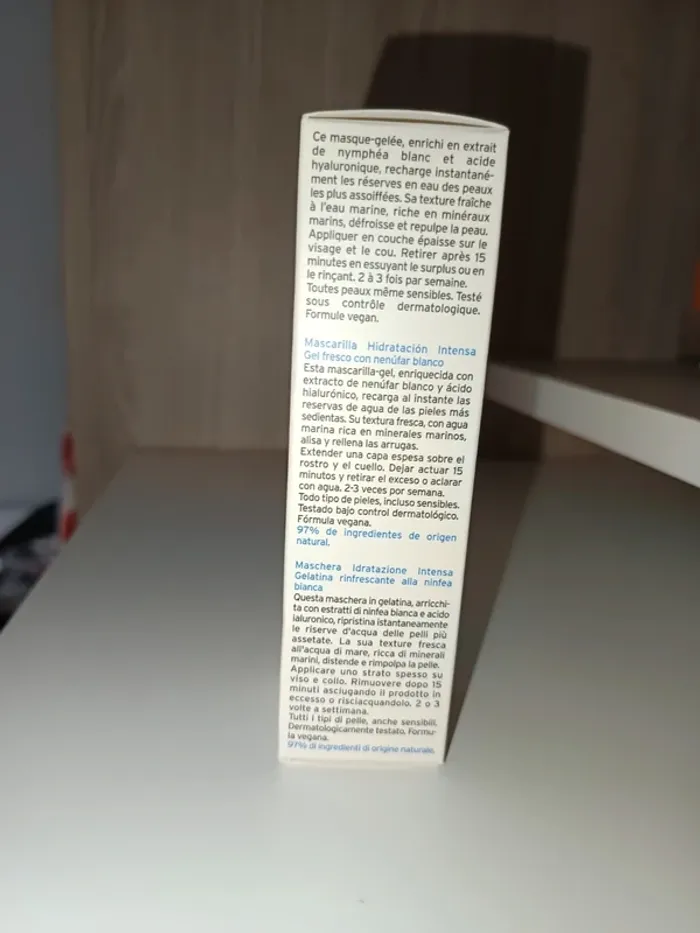 Ce masque-gelée, enrichi en extrait
de nymphéa blanc et acide
hyaluronique, recharge instantané-
ment les réserves en eau des peaux
les plus assoiffées. Sa texture fraîche
à l'eau marine, riche en minéraux
marins, défroisse et repulpe la peau.
Appliquer en couche épaisse sur le
visage et le cou. Retirer après 15
minutes en essuyant le surplus ou en
le rinçant. 2 à 3 fois par semaine.
Toutes peaux même sensibles. Testé
sous contrôle dermatologique.
Formule vegan.
Mascarilla Hidratación Intensa
Gel fresco con nenúfar blanco
Esta mascarilla-gel, enriquecida con
extracto de nenúfar blanco y ácido
hialurónico, recarga al instante las
reservas de agua de las pieles más
sedientas. Su textura fresca, con agua
marina rica en minerales marinos,
alisa y rellena las arrugas.
Extender una capa espesa sobre el
rostro y el cuello. Dejar actuar 15
minutos y retirar el exceso o aclarar
con agua. 2-3 veces por semana.
Todo tipo de pieles, incluso sensibles.
Testado bajo control dermatológico.
Fórmula vegana.
97% de ingredientes de origen
natural.
Maschera Idratazione Intensa
Gelatina rinfrescante alla ninfea
bianca
Questa maschera in gelatina, arricchi-
ta con estratti di ninfea bianca e acido
ialuronico, ripristina istantaneamente
le riserve d'acqua delle pelli più
assetate. La sua texture fresca
all'acqua di mare, ricca di minerali
marini, distende e rimpolpa la pelle.
Applicare uno strato spesso su
viso e collo. Rimuovere dopo 15
minuti asciugando il prodotto in
eccesso o risciacquandolo. 2 o 3
volte a settimana.
Tutti i tipi di pelle, anche sensibili.
Dermatologicamente testato. Formu-
la vegana.
97% di ingredienti di origine naturale.